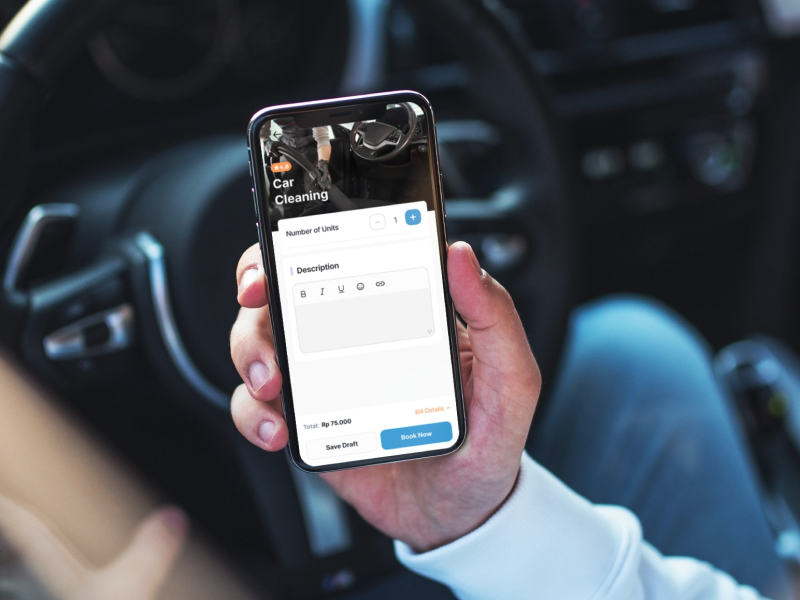 Car
Cleaning
Number of Units
1
Description
B I U
Total: Rp 75.000
Bill Details
Save Draft
Book Now